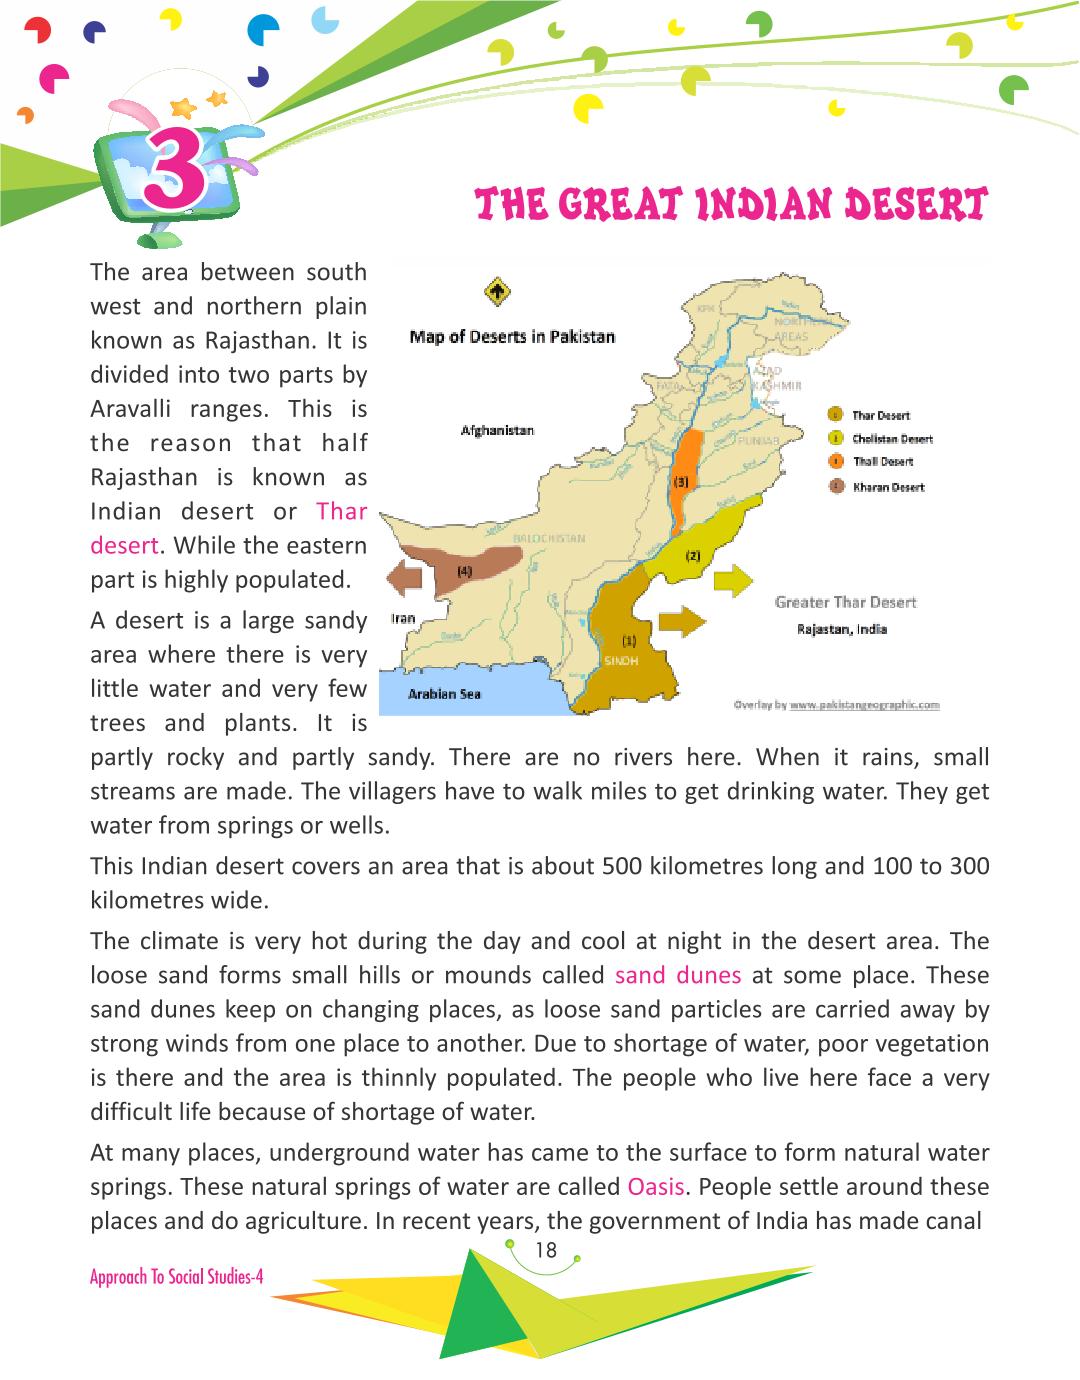 3
THE GREAT INDIAN DESERT
The area between south
west and northern plain
known as Rajasthan. It is
divided into two parts by
Aravalli ranges. This is
the reason that half
Rajasthan is known as
Indian desert or Thar
desert. While the eastern
part is highly populated.
A desert is a large sandy
area where there is very
little water and very few
trees and plants. It is
partly rocky and partly sandy. There are no rivers here. When it rains, small
streams are made. The villagers have to walk miles to get drinking water. They get
water from springs or wells.
Map of Deserts in Pakistan
KPK
NORTHERN
AREAS
AZAD
KASHMIR
FATA
Afghanistan
PUNJAB
Thar Desert
Cholistan Desert
Thall Desert
Kharan Desert
(3)
BALOCHISTAN
(2)
(4)
Greater Thar Desert
Rajastan, India
Iran
(1)
SINDH
Arabian Sea
Overlay by www.pakistangeographic.com
This Indian desert covers an area that is about 500 kilometres long and 100 to 300
kilometres wide.
The climate is very hot during the day and cool at night in the desert area. The
loose sand forms small hills or mounds called sand dunes at some place. These
sand dunes keep on changing places, as loose sand particles are carried away by
strong winds from one place to another. Due to shortage of water, poor vegetation
is there and the area is thinnly populated. The people who live here face a very
difficult life because of shortage of water.
At many places, underground water has came to the surface to form natural water
springs. These natural springs of water are called Oasis. People settle around these
places and do agriculture. In recent years, the government of India has made canal
18
Approach To Social Studies-4